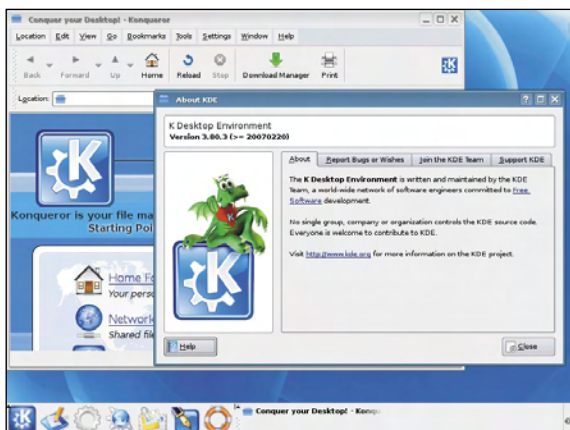 Conquer your Desktop! - Konqueror
Location Edit View Go Bookmarks Tools Settings Window Help
Back Forward Up Home Reload Stop Download Manager Print
Location:
About KDE
K Desktop Environment
Version 3.80.3 (>= 20070220)
About Report Bugs or Wishes Join the KDE Team Support KDE
The K Desktop Environment is written and maintained by the KDE
Team, a world-wide network of software engineers committed to Free
Software development.
No single group, company or organization controls the KDE source code.
Everyone is welcome to contribute to KDE.
Visit http://www.kde.org for more information on the KDE project.
Konqueror is your file ma
Starting Poi
Home Fo
Your perso
Network
Shared file
Help Close
Conquer your Desktop! - Konqu